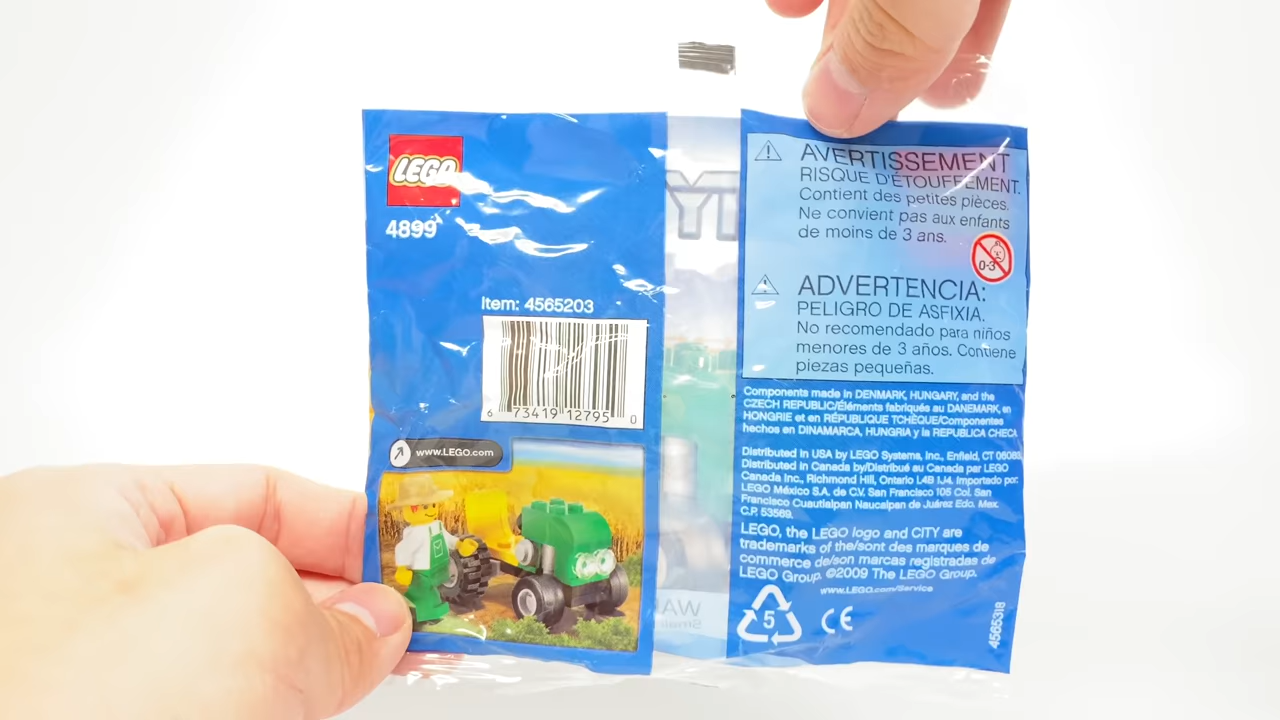 LEGO
4899
Item: 4565203
6 73419 12795 0
www.LEGO.com
AVERTISSEMENT
RISQUE D'ÉTOUFFEMENT.
Contient des petites pièces.
Ne convient pas aux enfants
de moins de 3 ans.
0-3
ADVERTENCIA:
PELIGRO DE ASFIXIA.
No recomendado para niños
menores de 3 años. Contiene
piezas pequeñas.
Components made in DENMARK, HUNGARY, and the
CZECH REPUBLIC/Éléments fabriqués au DANEMARK, en
HONGRIE et en RÉPUBLIQUE TCHÈQUE/Componentes
hechos en DINAMARCA, HUNGRIA y la REPUBLICA CHECA
Distributed in USA by LEGO Systems, Inc., Enfield, CT 06083
Distributed in Canada by/Distribué au Canada par LEGO
Canada Inc., Richmond Hill, Ontario L4B 1J4. Importado por:
LEGO México S.A. de C.V. San Francisco 105 Col. San
Francisco Cuautlalpan Naucalpan de Juárez Edo. Mex.
C.P. 53569.
LEGO, the LEGO logo and CITY are
trademarks of the/sont des marques de
commerce de/son marcas registradas de
LEGO Group. ©2009 The LEGO Group.
www.LEGO.com/Service
5
CE
4565318